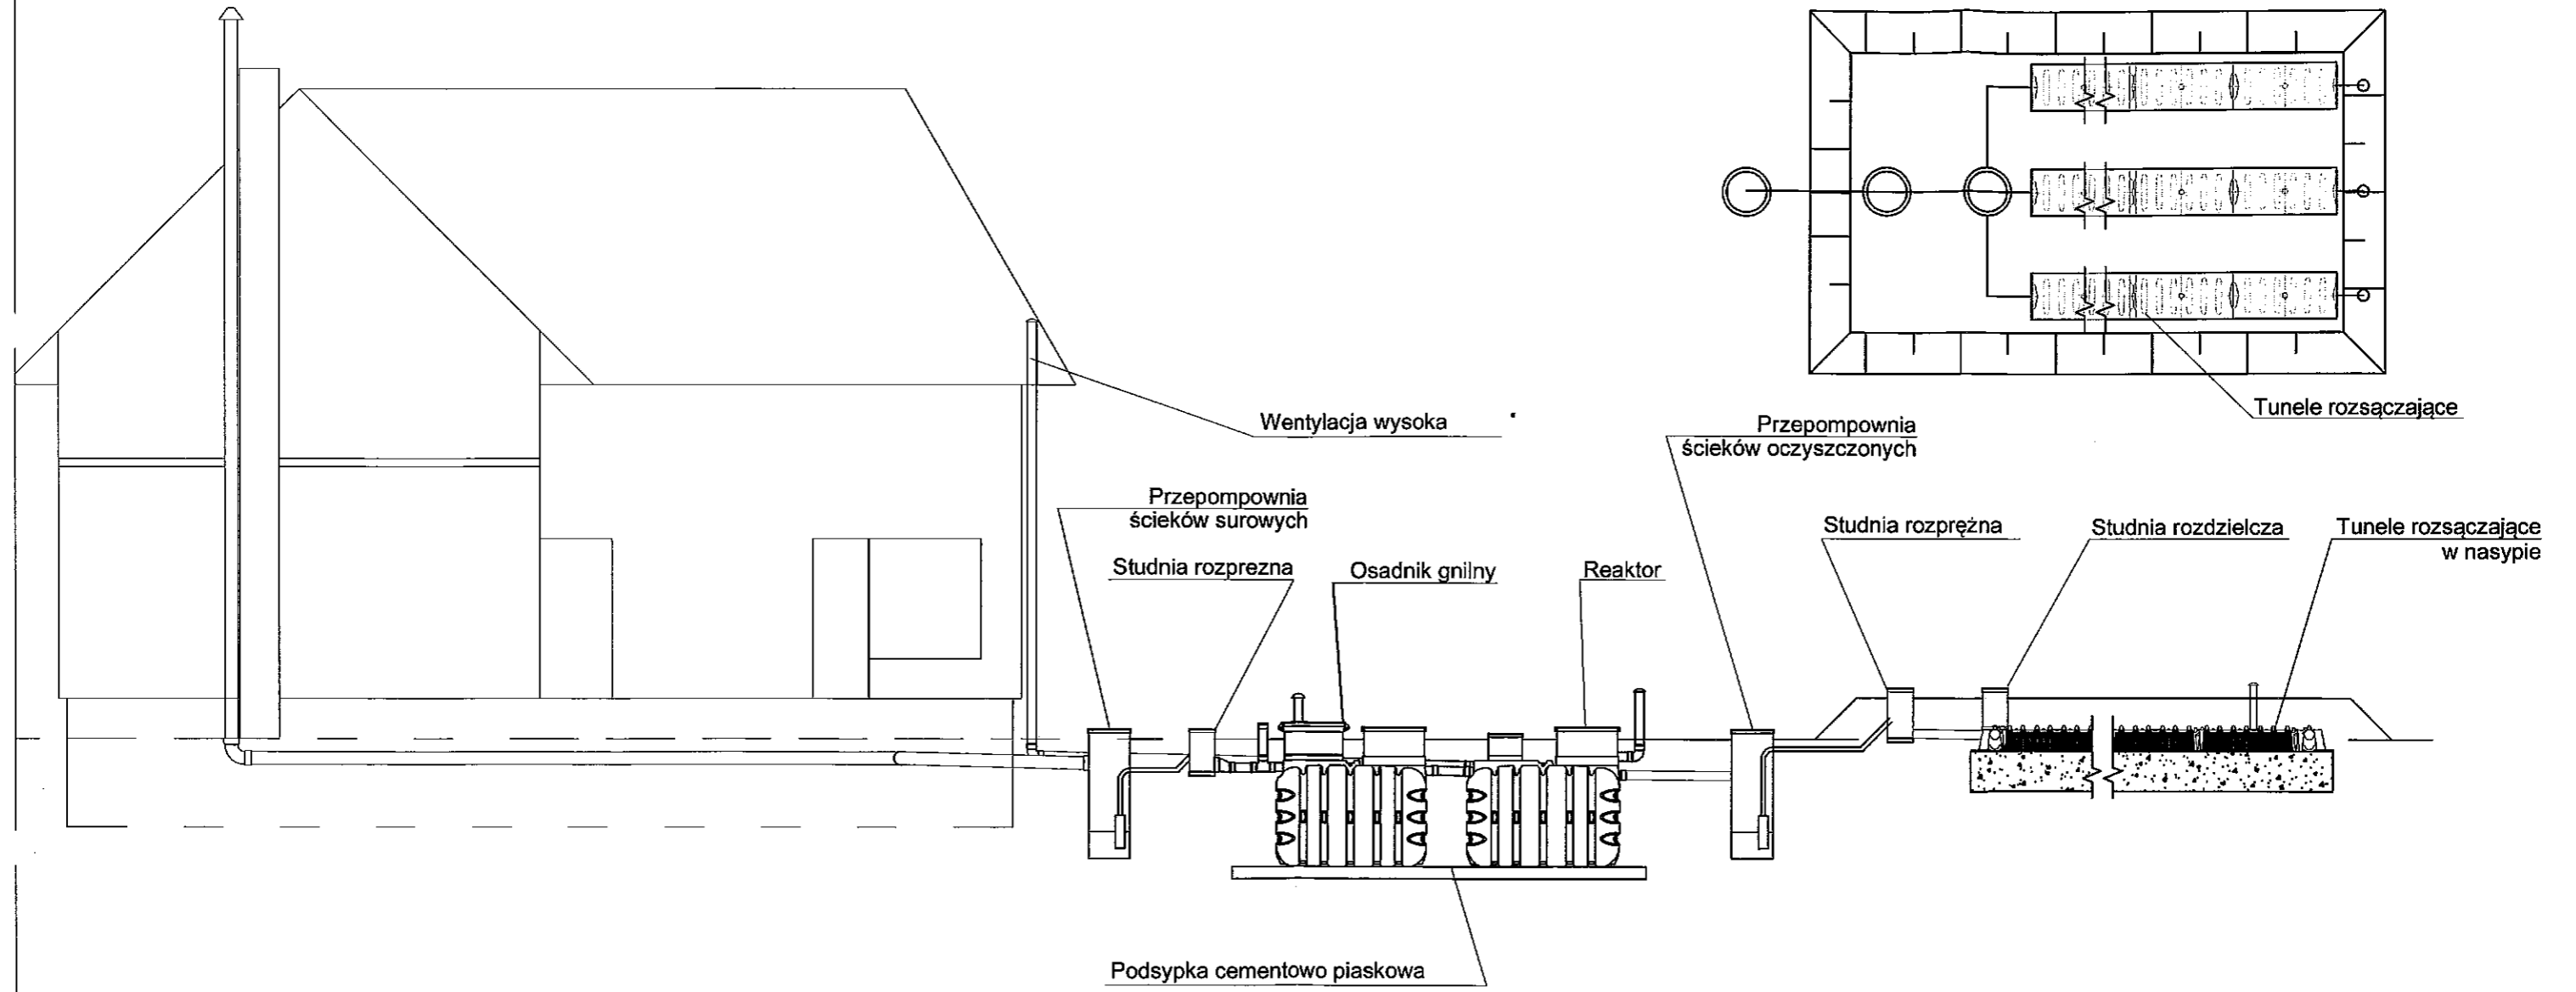 Tunele rozsączające
Wentylacja wysoka
Przepompownia
ścieków oczyszczonych
Przepompownia
ścieków surowych
Studnia rozprężna
Studnia rozdzielcza
Tunele rozsączające
w nasypie
Studnia rozprezna
Osadnik gnilny
Reaktor
Podsypka cementowo piaskowa